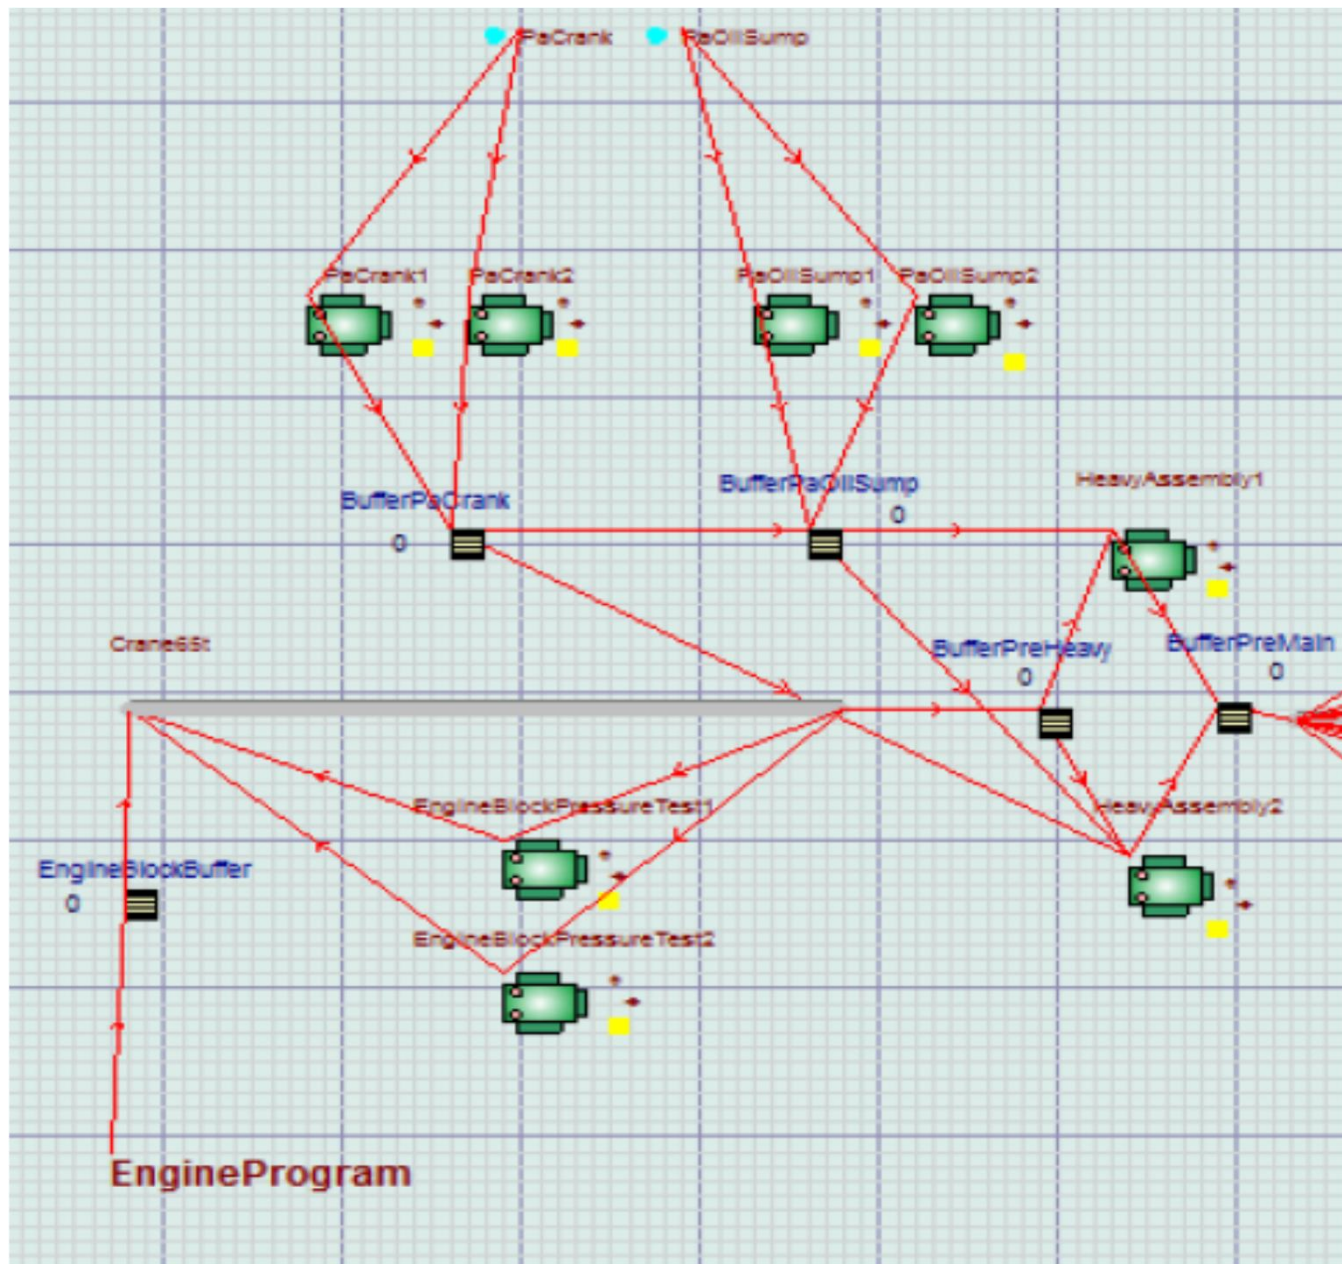 PaCrank
PaOilSump
PaCrank1
PaCrank2
PaOilSump1
PaOilSump2
BufferPaCrank
0
BufferPaOilSump
0
HeavyAssembly1
Crane65t
BufferPreHeavy
0
BufferPreMain
0
EngineBlockPressureTest1
HeavyAssembly2
EngineBlockBuffer
0
EngineBlockPressureTest2
EngineProgram